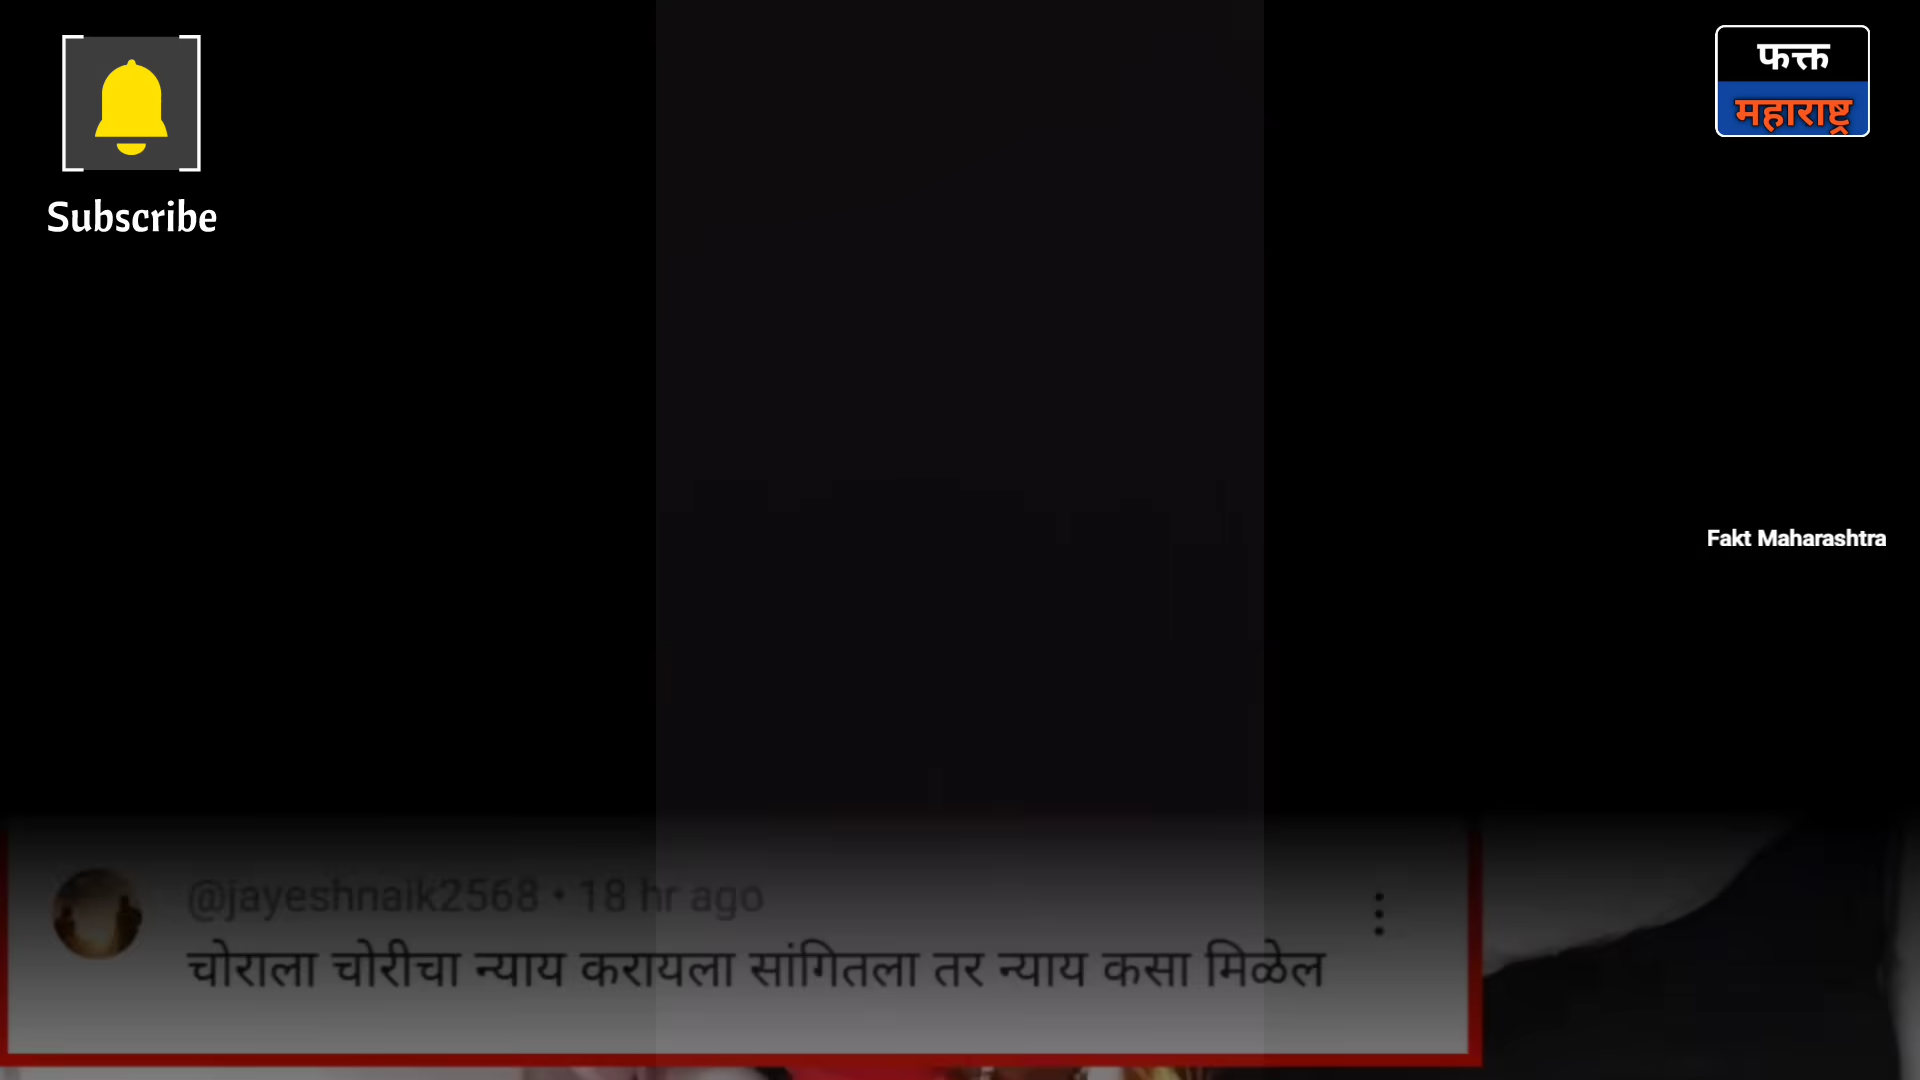 फक्त
महाराष्ट्र
Subscribe
Fakt Maharashtra
@jayeshnaik2568 • 18 hr ago
चोराला चोरीचा न्याय करायला सांगितला तर न्याय कसा मिळेल